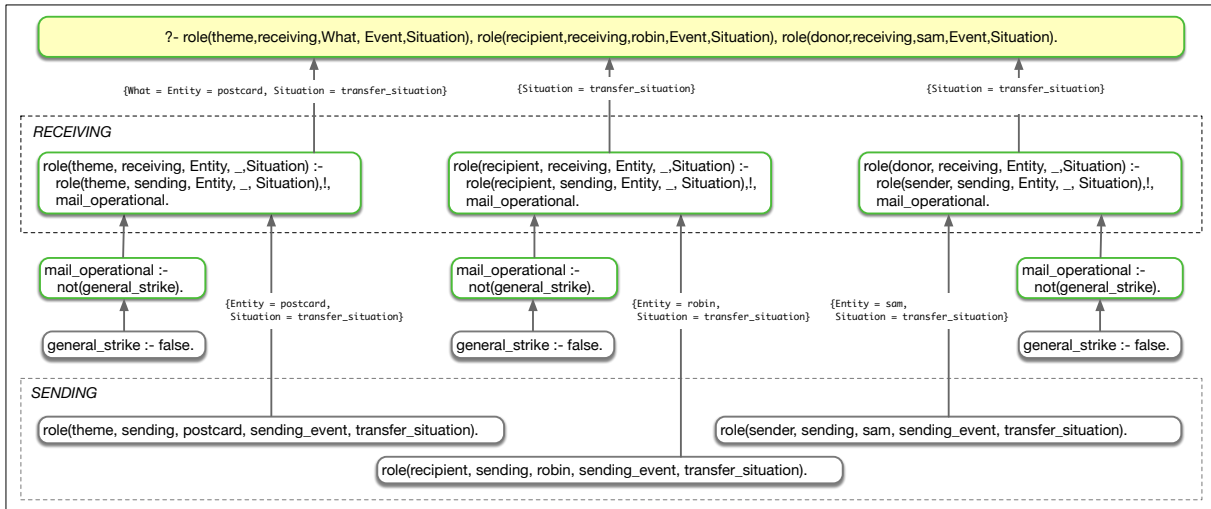 ?- role(theme,receiving,What, Event,Situation), role(recipient,receiving,robin,Event,Situation), role(donor,receiving,sam,Event,Situation).
{What = Entity = postcard, Situation = transfer_situation}
{Situation = transfer_situation}
{Situation = transfer_situation}
RECEIVING
role(theme, receiving, Entity, _,Situation) :-
role(theme, sending, Entity, _, Situation),!,
mail_operational.
role(recipient, receiving, Entity, _,Situation) :-
role(recipient, sending, Entity, _, Situation),!,
mail_operational.
role(donor, receiving, Entity, _,Situation) :-
role(sender, sending, Entity, _, Situation),!,
mail_operational.
mail_operational :-
not(general_strike).
mail_operational :-
not(general_strike).
mail_operational :-
not(general_strike).
{Entity = postcard,
Situation = transfer_situation}
{Entity = robin,
Situation = transfer_situation}
{Entity = sam,
Situation = transfer_situation}
general_strike :- false.
general_strike :- false.
general_strike :- false.
SENDING
role(theme, sending, postcard, sending_event, transfer_situation).
role(sender, sending, sam, sending_event, transfer_situation).
role(recipient, sending, robin, sending_event, transfer_situation).